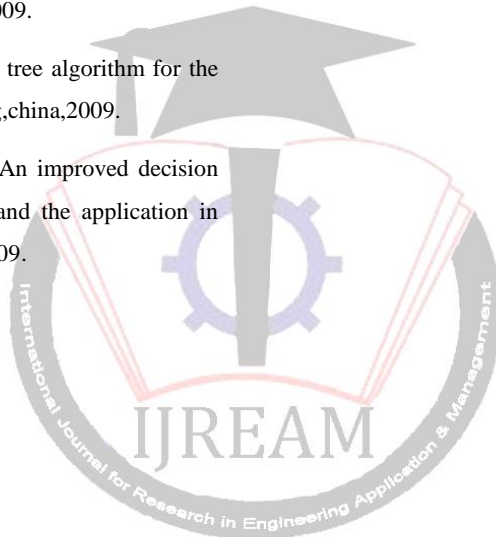 009.
tree algorithm for the
,china,2009.
An improved decision
and the application in
09.
IJREAM
International Journal for Research in Engineering Application & Management